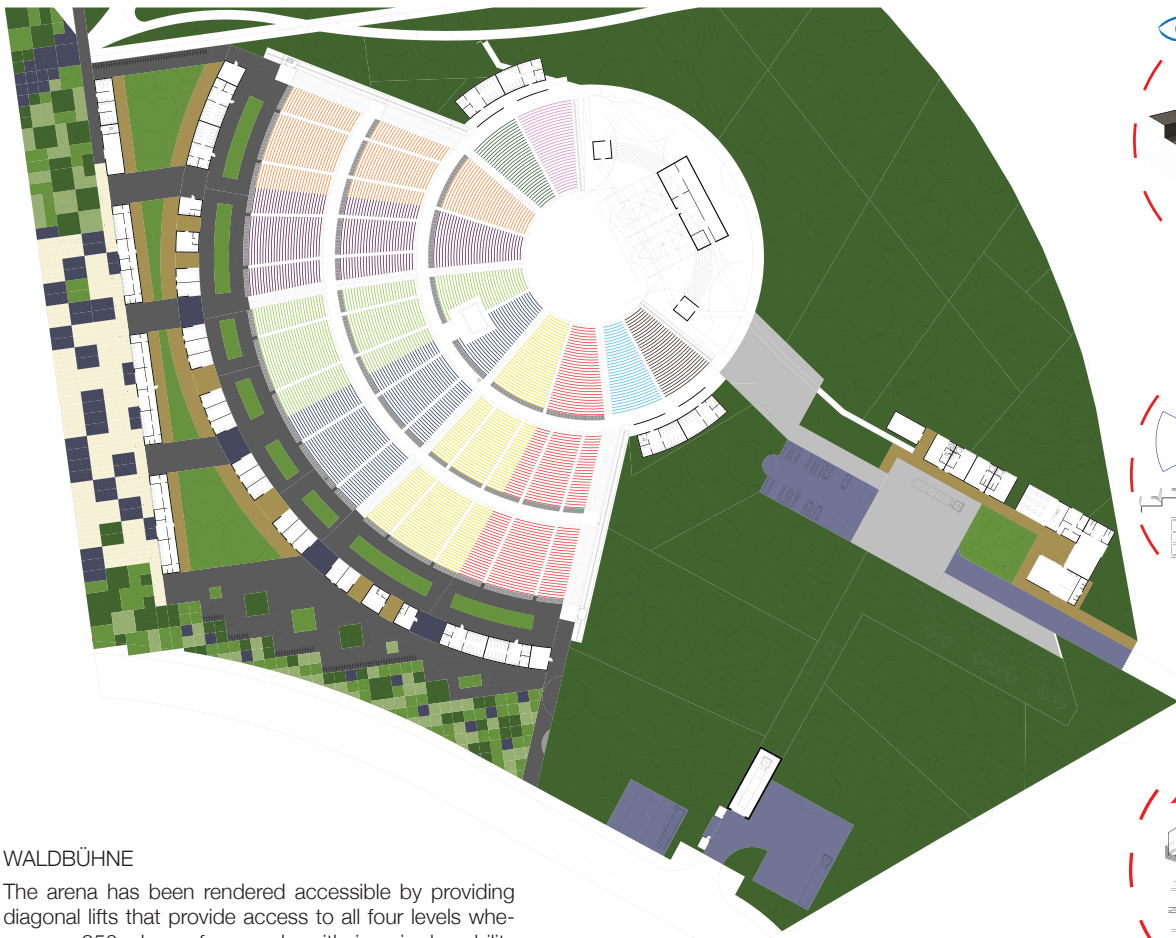 WALDBÜHNE
The arena has been rendered accessible by providing
diagonal lifts that provide access to all four levels whe-